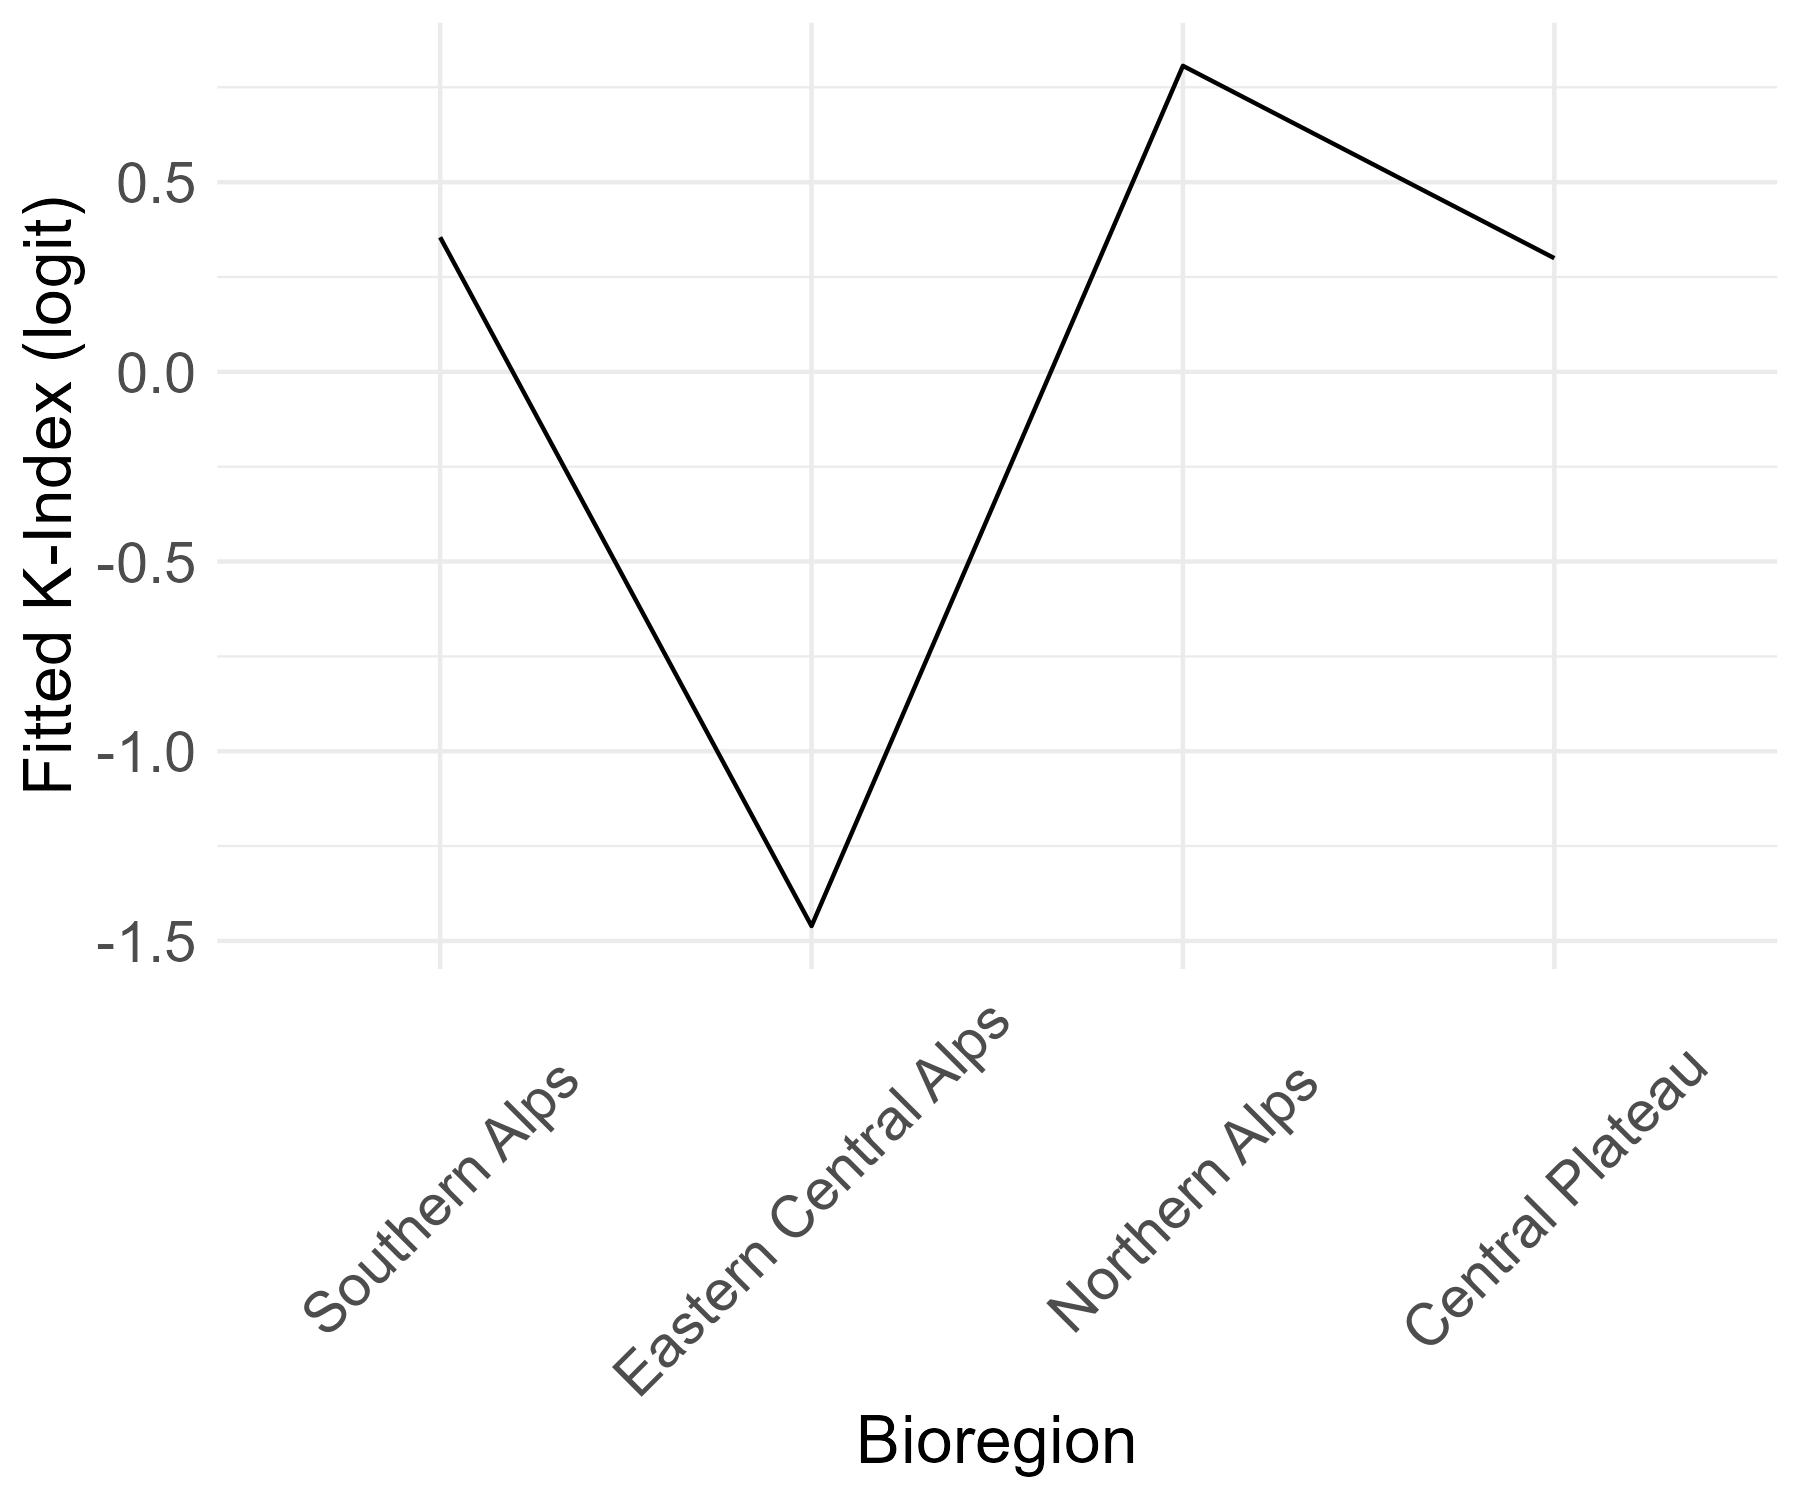 Fitted K-Index (logit)
0.5
0.0
-0.5
-1.0
-1.5
Southern Alps
Eastern Central Alps
Northern Alps
Central Plateau
Bioregion